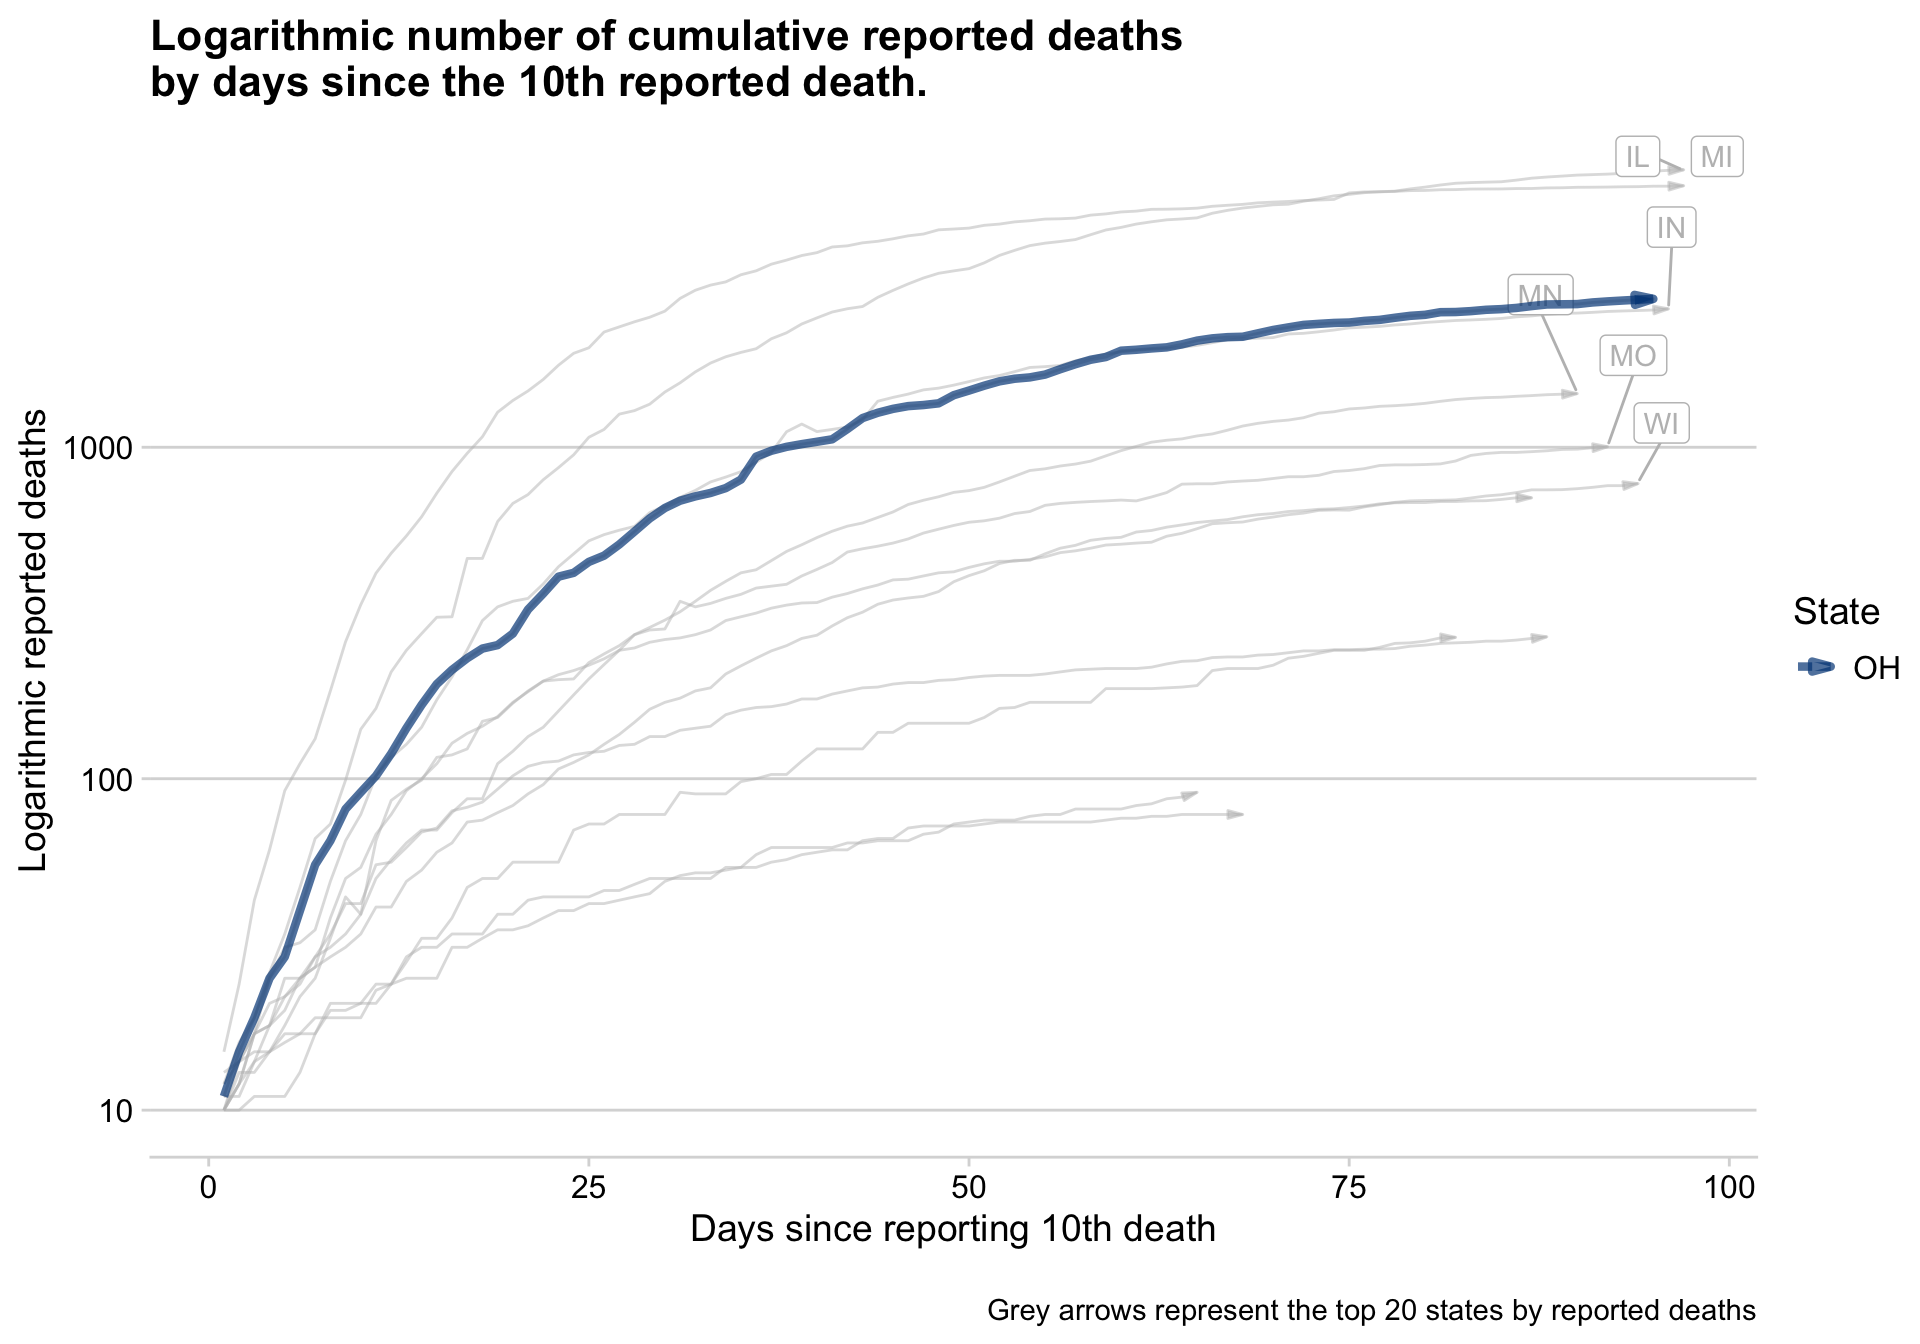 Logarithmic number of cumulative reported deaths
by days since the 10th reported death.
IL
MI
IN
MN
MO
WI
Logarithmic reported deaths
1000
100
10
State
OH
0
25
50
75
100
Days since reporting 10th death
Grey arrows represent the top 20 states by reported deaths